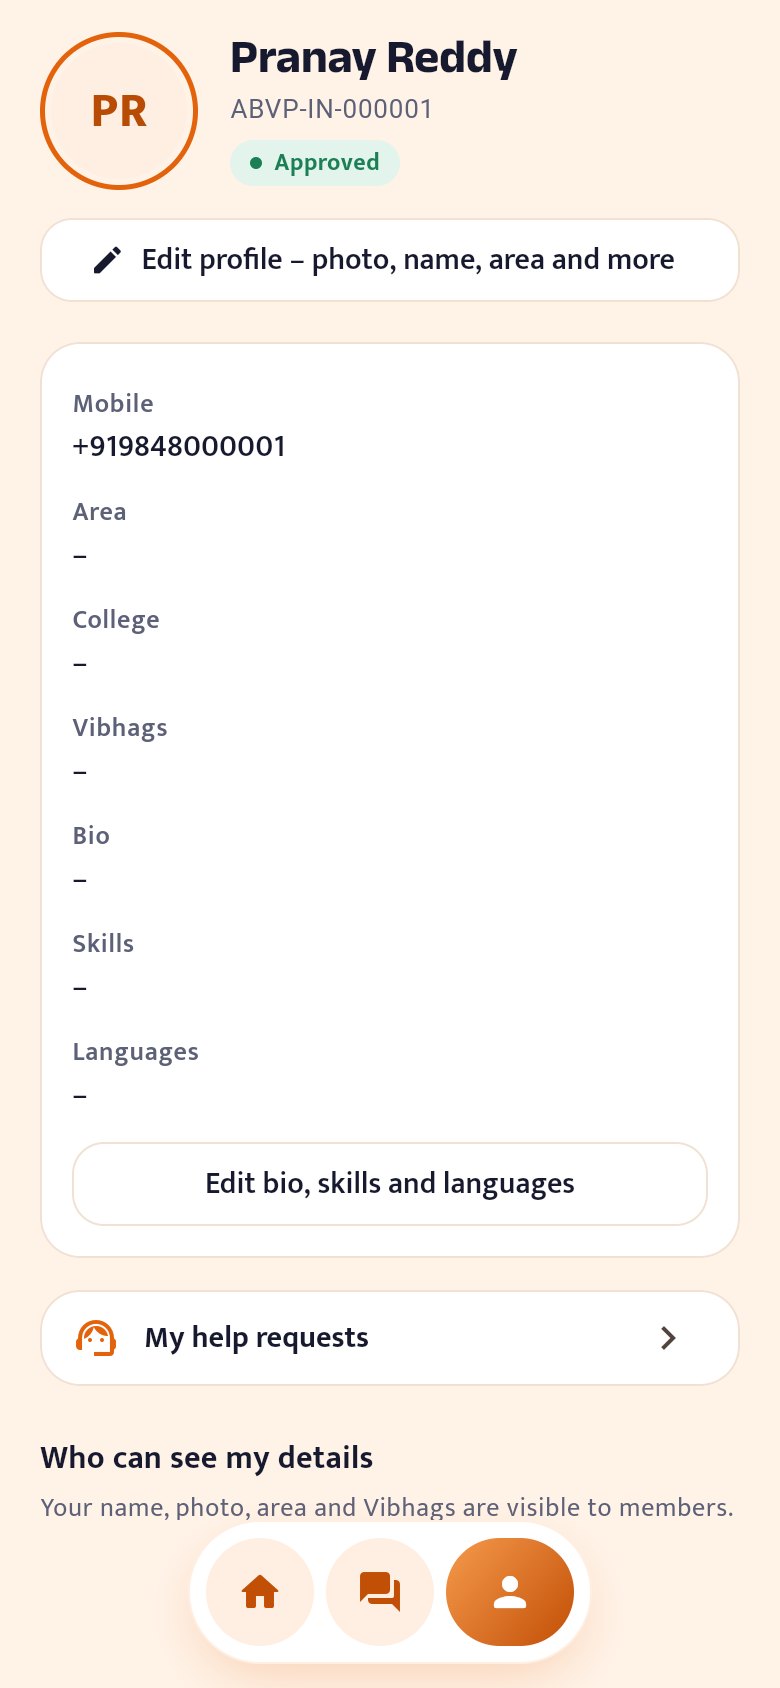 PR
Pranay Reddy
ABVP-IN-000001
Approved
Edit profile – photo, name, area and more
Mobile
+919848000001
Area
–
College
–
Vibhags
–
Bio
–
Skills
–
Languages
–
Edit bio, skills and languages
My help requests
Who can see my details
Your name, photo, area and Vibhags are visible to members.